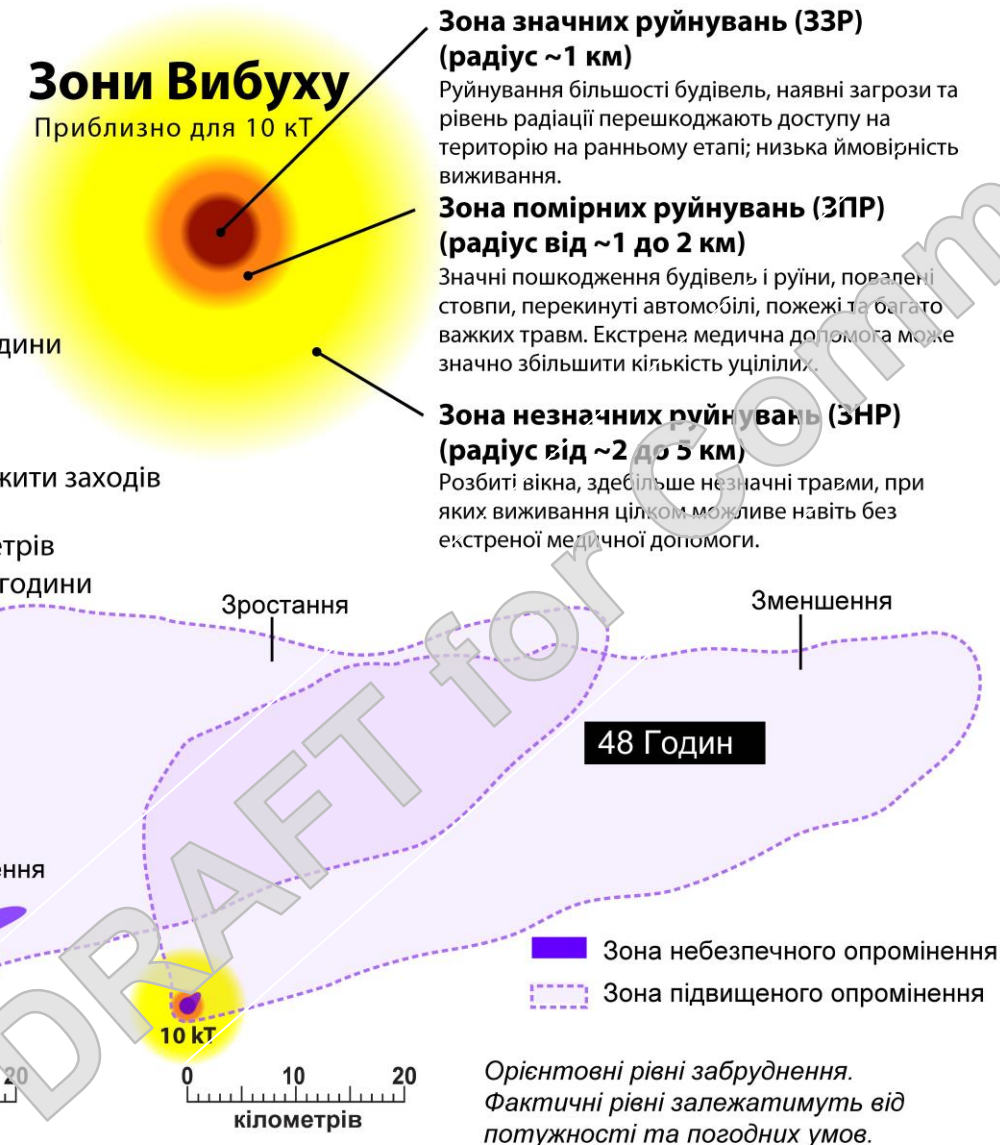 Зони Вибуху
Приблизно для 10 кТ
Зона значних руйнувань (ЗЗР)
(радіус ~1 км)
Руйнування більшості будівель, наявні загрози та
рівень радіації перешкоджають доступу на
територію на ранньому етапі; низька ймовірність
виживання.
Зона помірних руйнувань (ЗПР)
(радіус від ~1 до 2 км)
Значні пошкодження будівель і руїни, повалені
стовпи, перекинуті автомобілі, пожежі та багато
важких травм. Екстрена медична допомога може
значно збільшити кількість уцілілих.
Зона незначних руйнувань (ЗНР)
(радіус від ~2 до 5 км)
Розбиті вікна, здебільше незначні травми, при
яких виживання цілком можливе навіть без
екстреної медичної допомоги.
дини
жити заходів
етрів
години
Зростання
Зменшення
48 Годин
ення
Зона небезпечного опромінення
Зона підвищеного опромінення
10 kT
20
0 10 20
кілометрів
Орієнтовні рівні забруднення.
Фактичні рівні залежатимуть від
потужності та погодних умов.
DRAFT for Comm